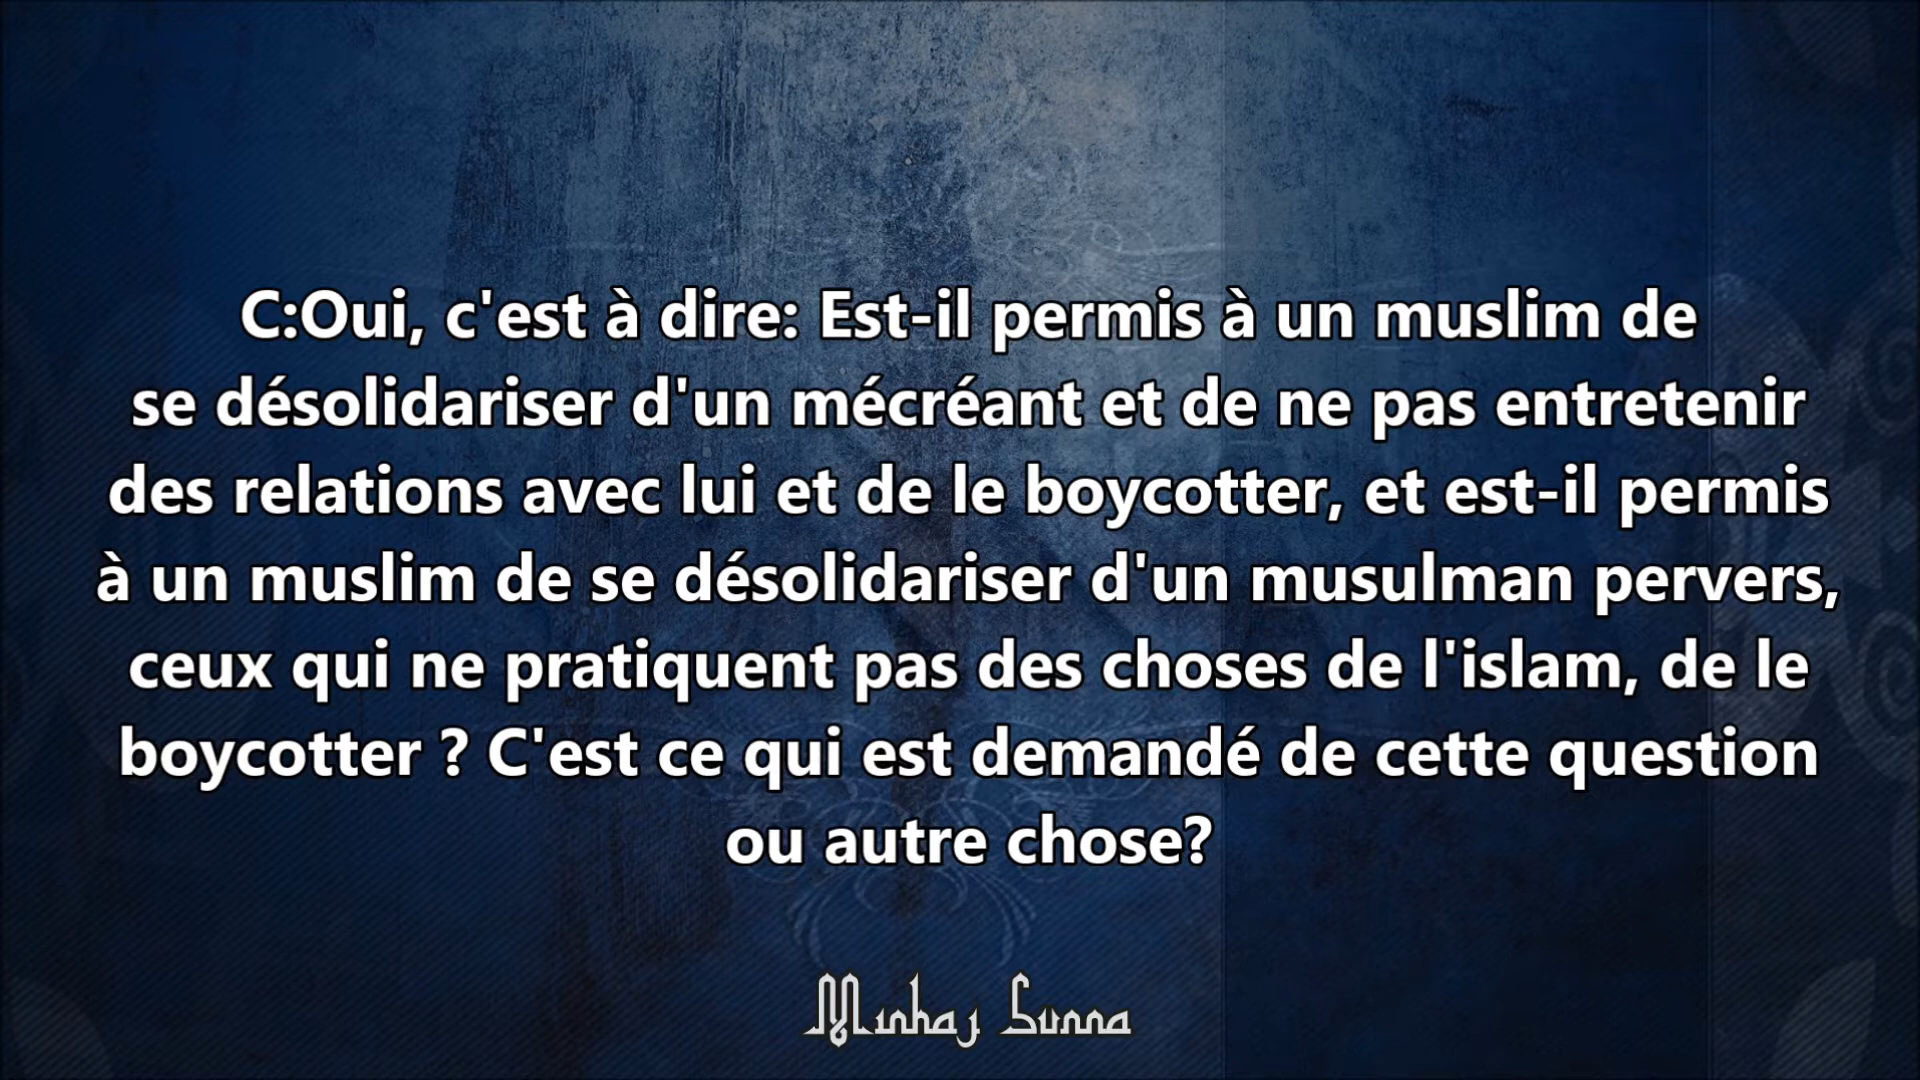 C:Oui, c'est à dire: Est-il permis à un muslim de
se désolidariser d'un mécréant et de ne pas entretenir
des relations avec lui et de le boycotter, et est-il permis
à un muslim de se désolidariser d'un musulman pervers,
ceux qui ne pratiquent pas des choses de l'islam, de le
boycotter ? C'est ce qui est demandé de cette question
ou autre chose?
Minhaj Sunna